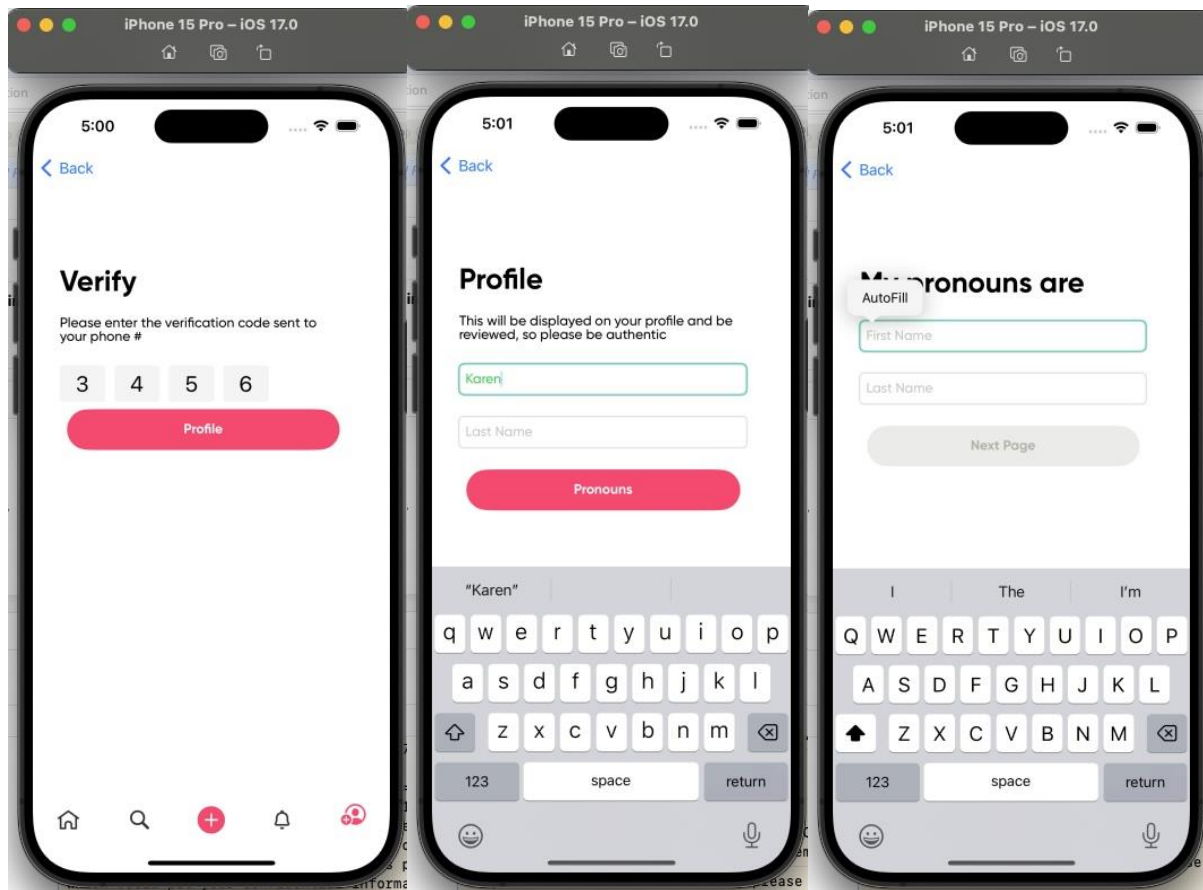 iPhone 15 Pro – iOS 17.0
5:00
Back
Verify
Please enter the verification code sent to
your phone #
3 4 5 6
Profile
iPhone 15 Pro – iOS 17.0
5:01
Back
Profile
This will be displayed on your profile and be
reviewed, so please be authentic
Karen
Last Name
Pronouns
"Karen"
q w e r t y u i o p
a s d f g h j k l
z x c v b n m
123 space return
iPhone 15 Pro – iOS 17.0
5:01
Back
pronouns are
AutoFill
First Name
Last Name
Next Page
I The I'm
Q W E R T Y U I O P
A S D F G H J K L
Z X C V B N M
123 space return